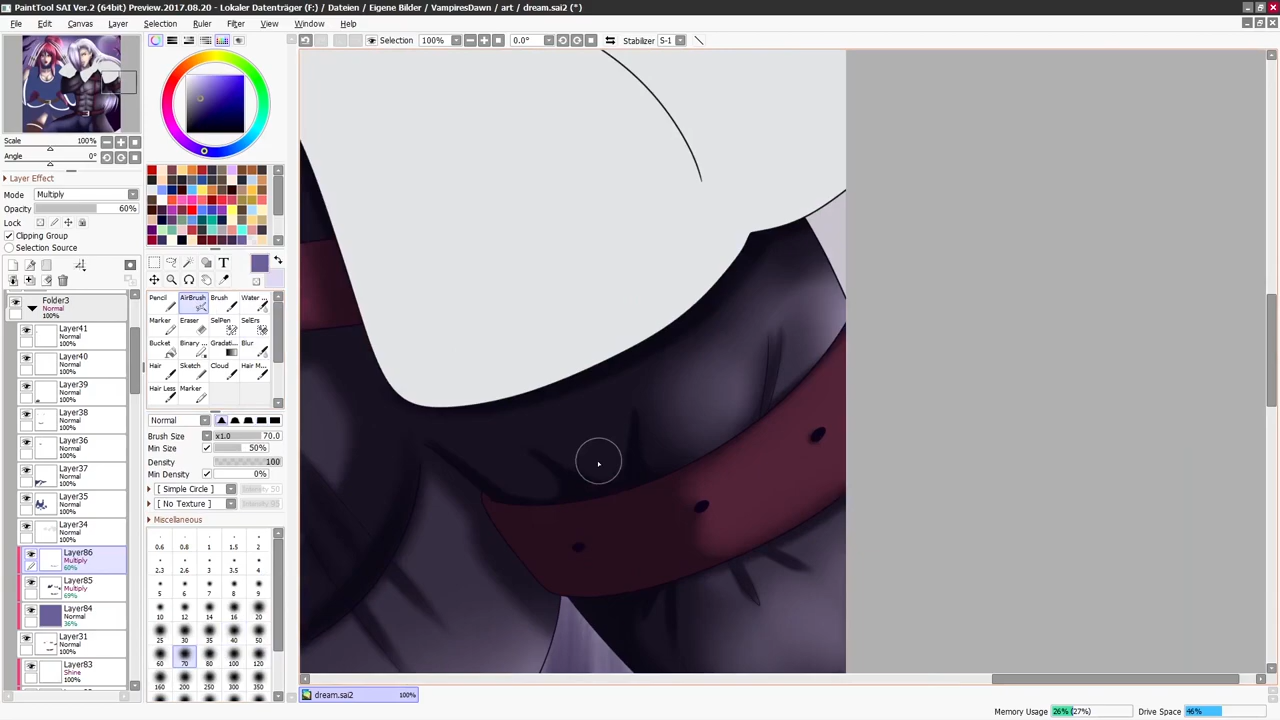 PaintTool SAI Ver.2 (64bit) Preview.2017.08.20 - Lokaler Datenträger (F:) / Dateien / Eigene Bilder / VampiresDawn / art / dream.sai2 (*)
File Edit Canvas Layer Selection Ruler Filter View Window Help
Selection 100% 0.0° Stabilizer S-1
Scale 100%
Angle 0°
Layer Effect
Mode Multiply
Opacity 60%
Lock
Clipping Group
Selection Source
Folder3
Normal
100%
Layer41
Normal
100%
Layer40
Normal
100%
Layer39
Normal
100%
Layer38
Normal
100%
Layer36
Normal
100%
Layer37
Normal
100%
Layer35
Normal
100%
Layer34
Normal
100%
Layer86
Multiply
60%
Layer85
Multiply
69%
Layer84
Normal
36%
Layer31
Normal
100%
Layer83
Shine
T
Pencil AirBrush Brush Water ...
Marker Eraser SelPen SelErs
Bucket Binary ... Gradati... Blur
Hair Sketch Cloud Hair M...
Hair Less Marker
Normal
Brush Size x1.0 70.0
Min Size 50%
Density 100
Min Density 0%
[ Simple Circle ] Intensity 50
[ No Texture ] Intensity 95
Miscellaneous
0.6 0.8 1 1.5 2
2.3 2.6 3 3.5 4
5 6 7 8 9
10 12 14 16 20
25 30 35 40 50
60 70 80 100 120
160 200 250 300 350
dream.sai2 100%
Memory Usage 26% (27%) Drive Space 46%